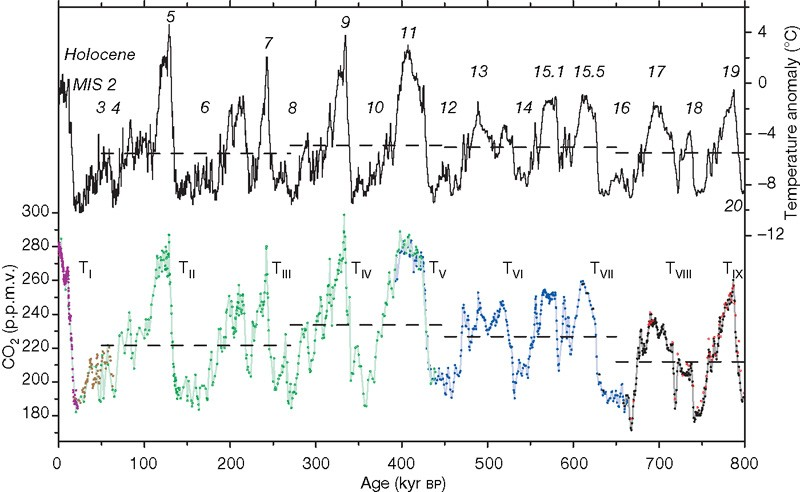 5 9 11 4
Holocene 7 13 15.1 15.5 17 19 0
MIS 2
3 4 6 8 10 12 14 16 18 −4
−8
20
300 −12
280 TI TII TIII TIV TV TVI TVII TVIII TIX
260
240
220
200
180
0 100 200 300 400 500 600 700 800
Age (kyr BP)
CO2 (p.p.m.v.)
Temperature anomaly (°C)